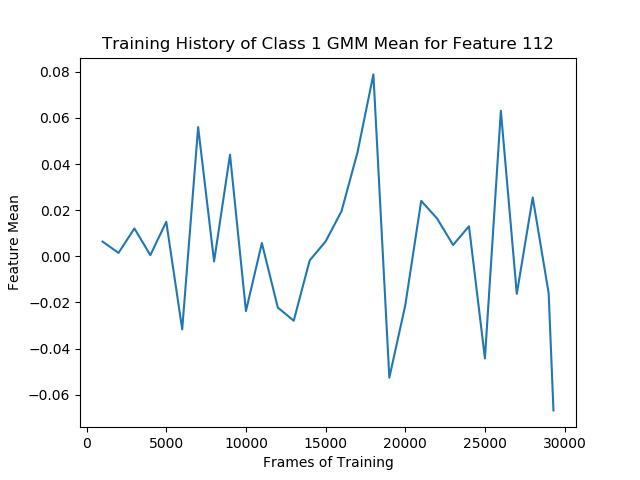 Training History of Class 1 GMM Mean for Feature 112
0.08
0.06
0.04
0.02
0.00
−0.02
−0.04
−0.06
Feature Mean
0 5000 10000 15000 20000 25000 30000
Frames of Training